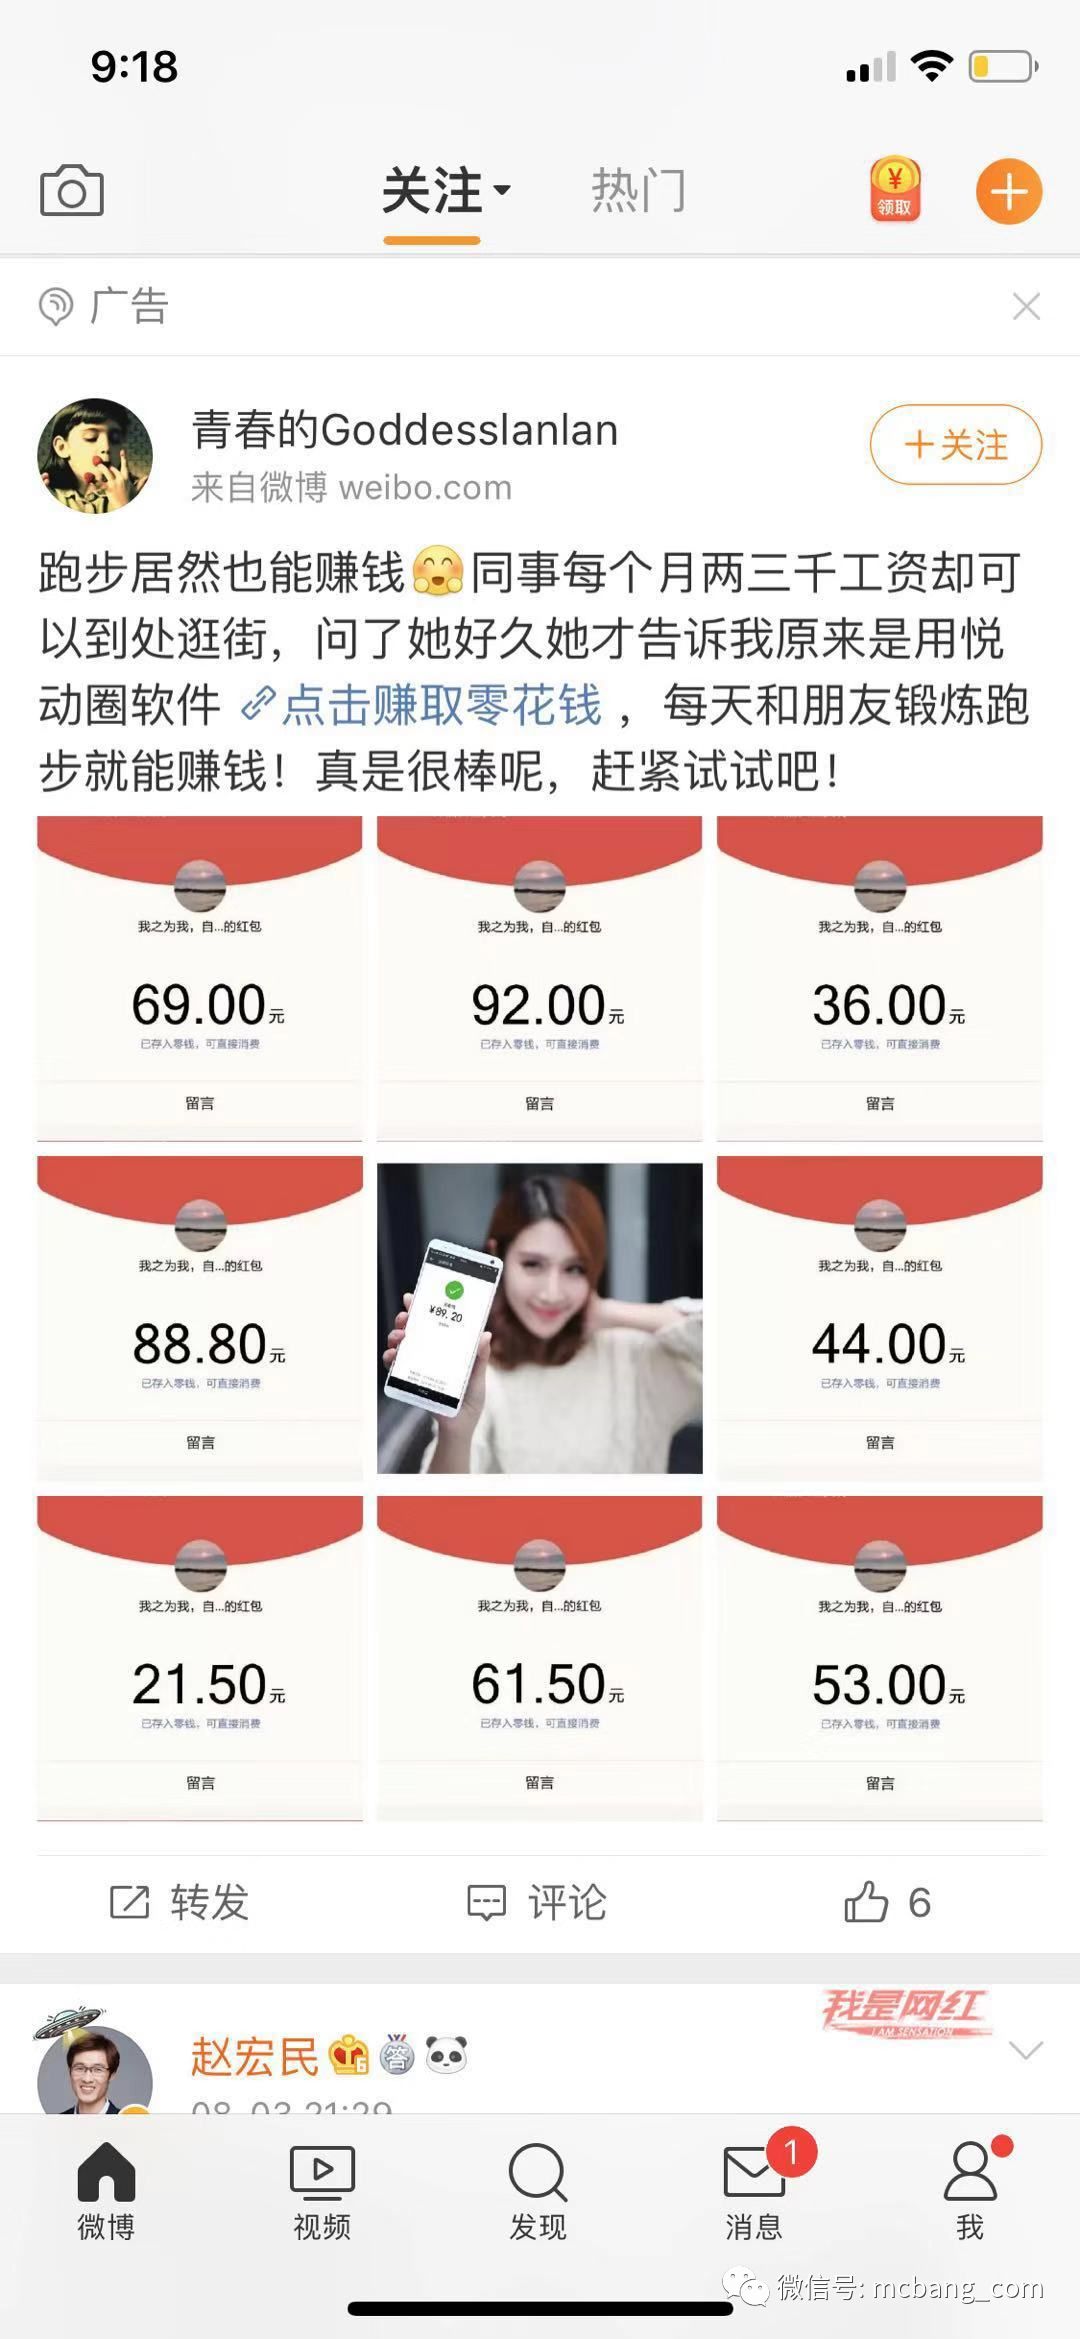 9:18
关注
热门
¥
领取
广告
青春的Goddesslanlan
来自微博 weibo.com
+关注
跑步居然也能赚钱同事每个月两三千工资却可
以到处逛街，问了她好久她才告诉我原来是用悦
动圈软件 点击赚取零花钱 ，每天和朋友锻炼跑
步就能赚钱！真是很棒呢，赶紧试试吧！
我之为我，自...的红包
69.00元
已存入零钱，可直接消费
留言
我之为我，自...的红包
92.00元
已存入零钱，可直接消费
留言
我之为我，自...的红包
36.00元
已存入零钱，可直接消费
留言
我之为我，自...的红包
88.80元
已存入零钱，可直接消费
留言
¥89.20
我之为我，自...的红包
44.00元
已存入零钱，可直接消费
留言
我之为我，自...的红包
21.50元
已存入零钱，可直接消费
留言
我之为我，自...的红包
61.50元
已存入零钱，可直接消费
留言
我之为我，自...的红包
53.00元
已存入零钱，可直接消费
留言
转发
评论
6
我是网红
I AM SENSATION
赵宏民
6
答
08-03 21:29
1
微博
视频
发现
消息
我
微信号: mcbang_com